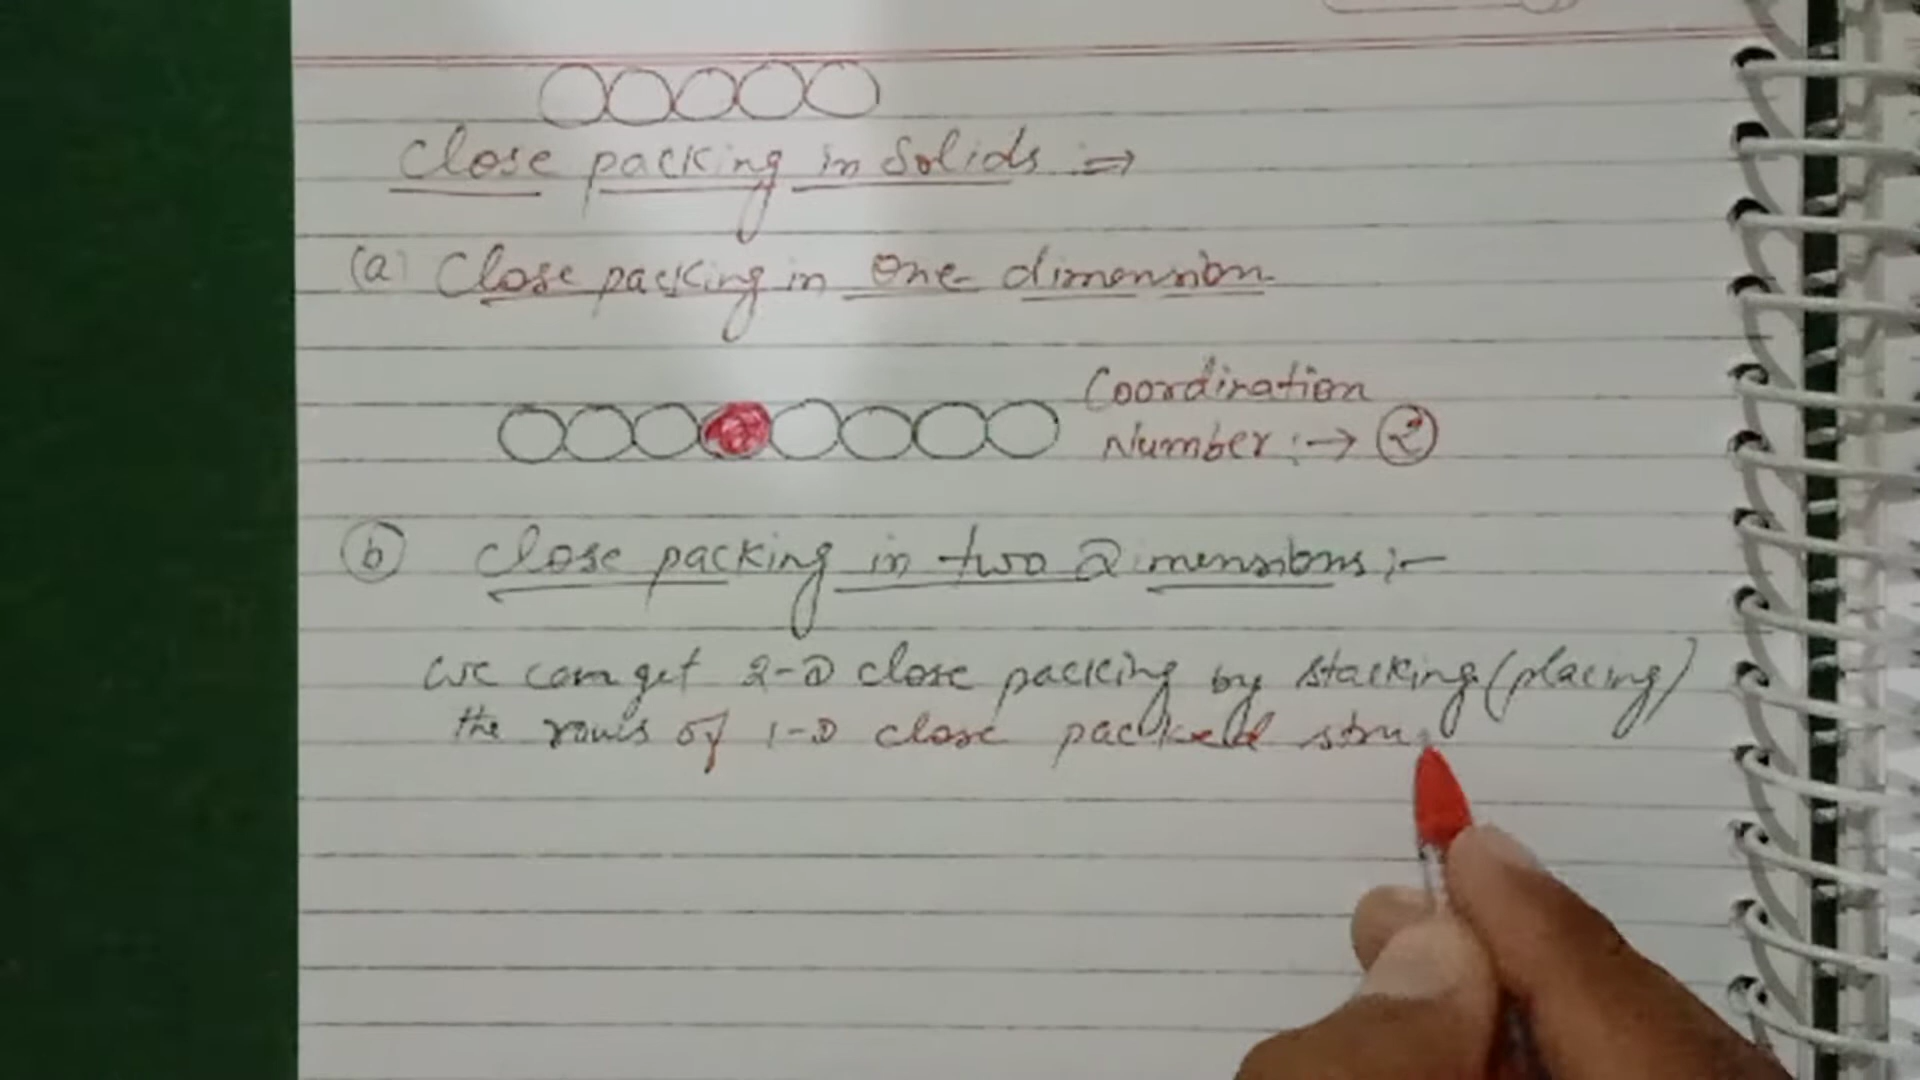 Close packing in Solids ⇒
(a) Close packing in One dimension
Coordination
Number :→ 2
(b) Close packing in two Dimensions :-
We can get 2-D close packing by stacking (placing)
the rows of 1-D close packed stru